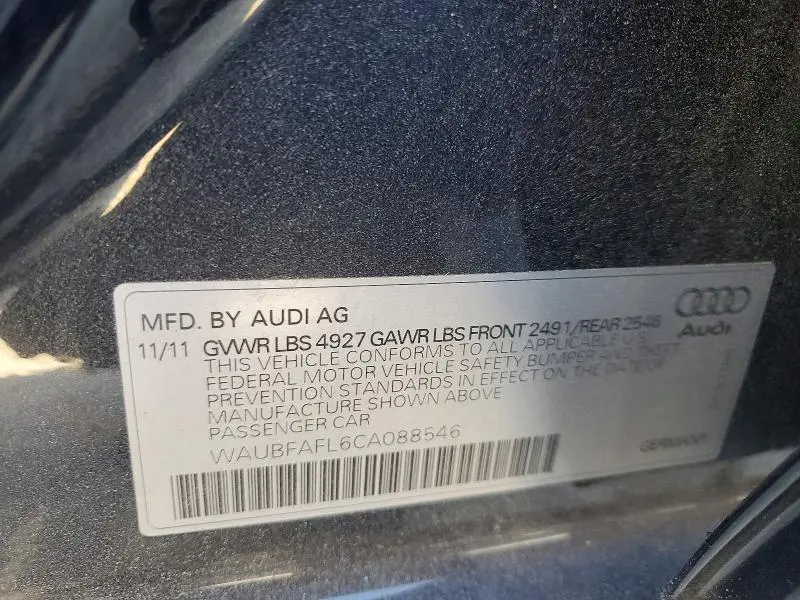 MFD. BY AUDI AG
11/11 GVWR LBS 4927 GAWR LBS FRONT 2491/REAR 2546
THIS VEHICLE CONFORMS TO ALL APPLICABLE U.S.
FEDERAL MOTOR VEHICLE SAFETY BUMPER AND THEFT
PREVENTION STANDARDS IN EFFECT ON THE DATE OF
MANUFACTURE SHOWN ABOVE
PASSENGER CAR
WAUBFAFL6CA088546
GERMANY
Audi